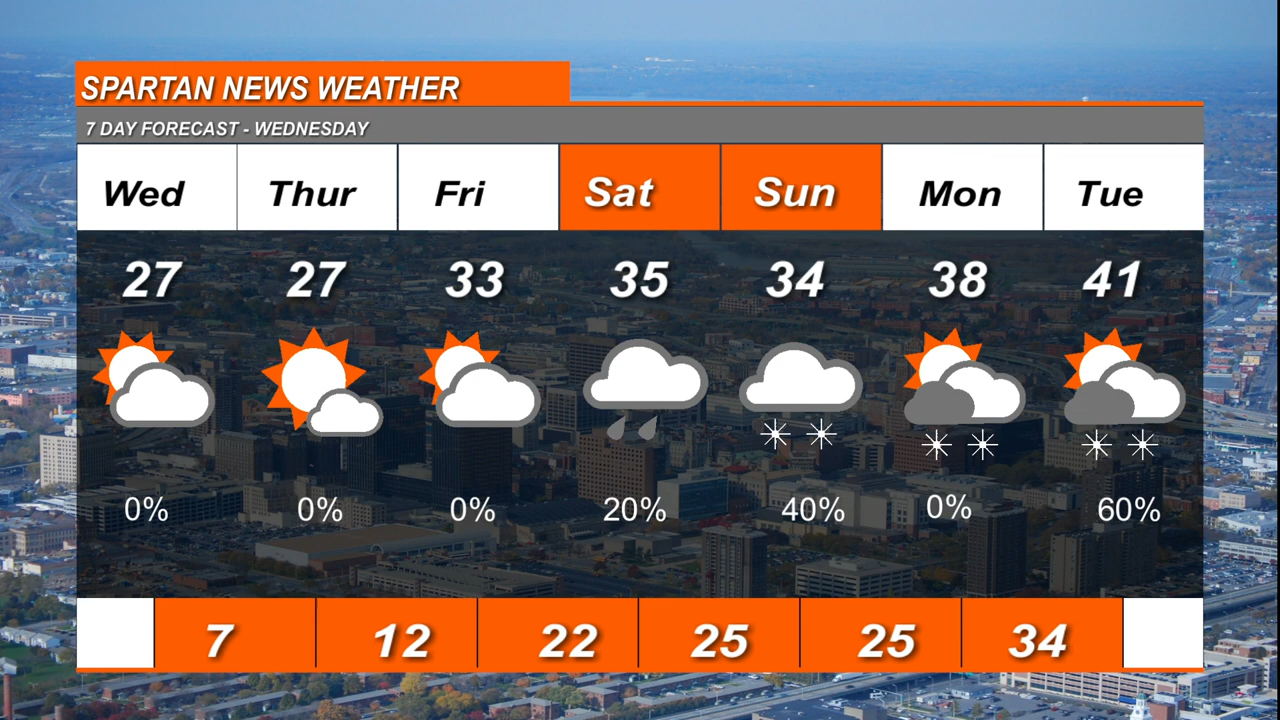 SPARTAN NEWS WEATHER
7 DAY FORECAST - WEDNESDAY
Wed Thur Fri Sat Sun Mon Tue
27 27 33 35 34 38 41
0% 0% 0% 20% 40% 0% 60%
7 12 22 25 25 34